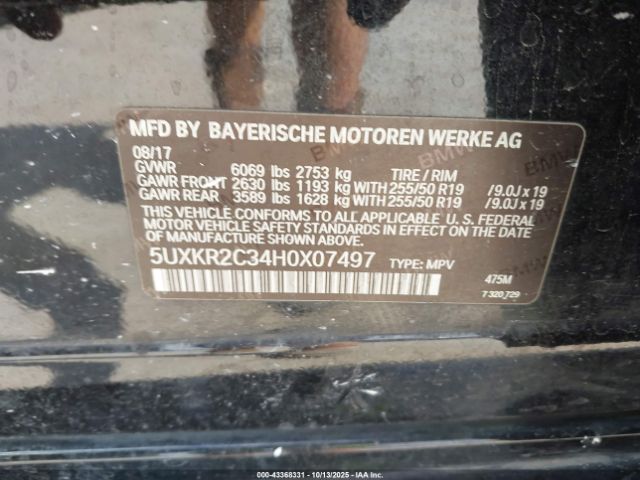 MFD BY BAYERISCHE MOTOREN WERKE AG
08/17
GVWR 6069 lbs 2753 kg TIRE / RIM
GAWR FRONT 2630 lbs 1193 kg WITH 255/50 R19 /9.0J x 19
GAWR REAR 3589 lbs 1628 kg WITH 255/50 R19 /9.0J x 19
THIS VEHICLE CONFORMS TO ALL APPLICABLE U. S. FEDERAL
MOTOR VEHICLE SAFETY STANDARDS IN EFFECT ON THE
DATE OF MANUFACTURE SHOWN ABOVE.
5UXKR2C34H0X07497 TYPE: MPV 475M
7 320 729
000-43368331 - 10/13/2025 - IAA Inc.